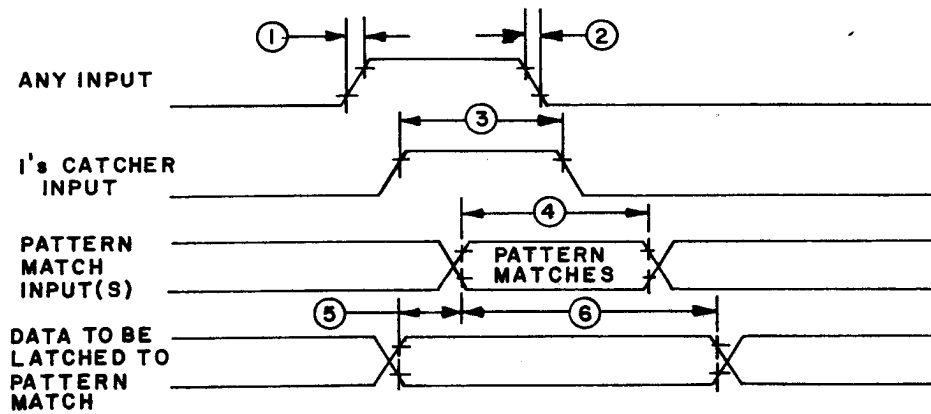 1
2
ANY INPUT
3
1's CATCHER
INPUT
4
PATTERN
MATCH
INPUT(S)
PATTERN
MATCHES
5
6
DATA TO BE
LATCHED TO
PATTERN
MATCH